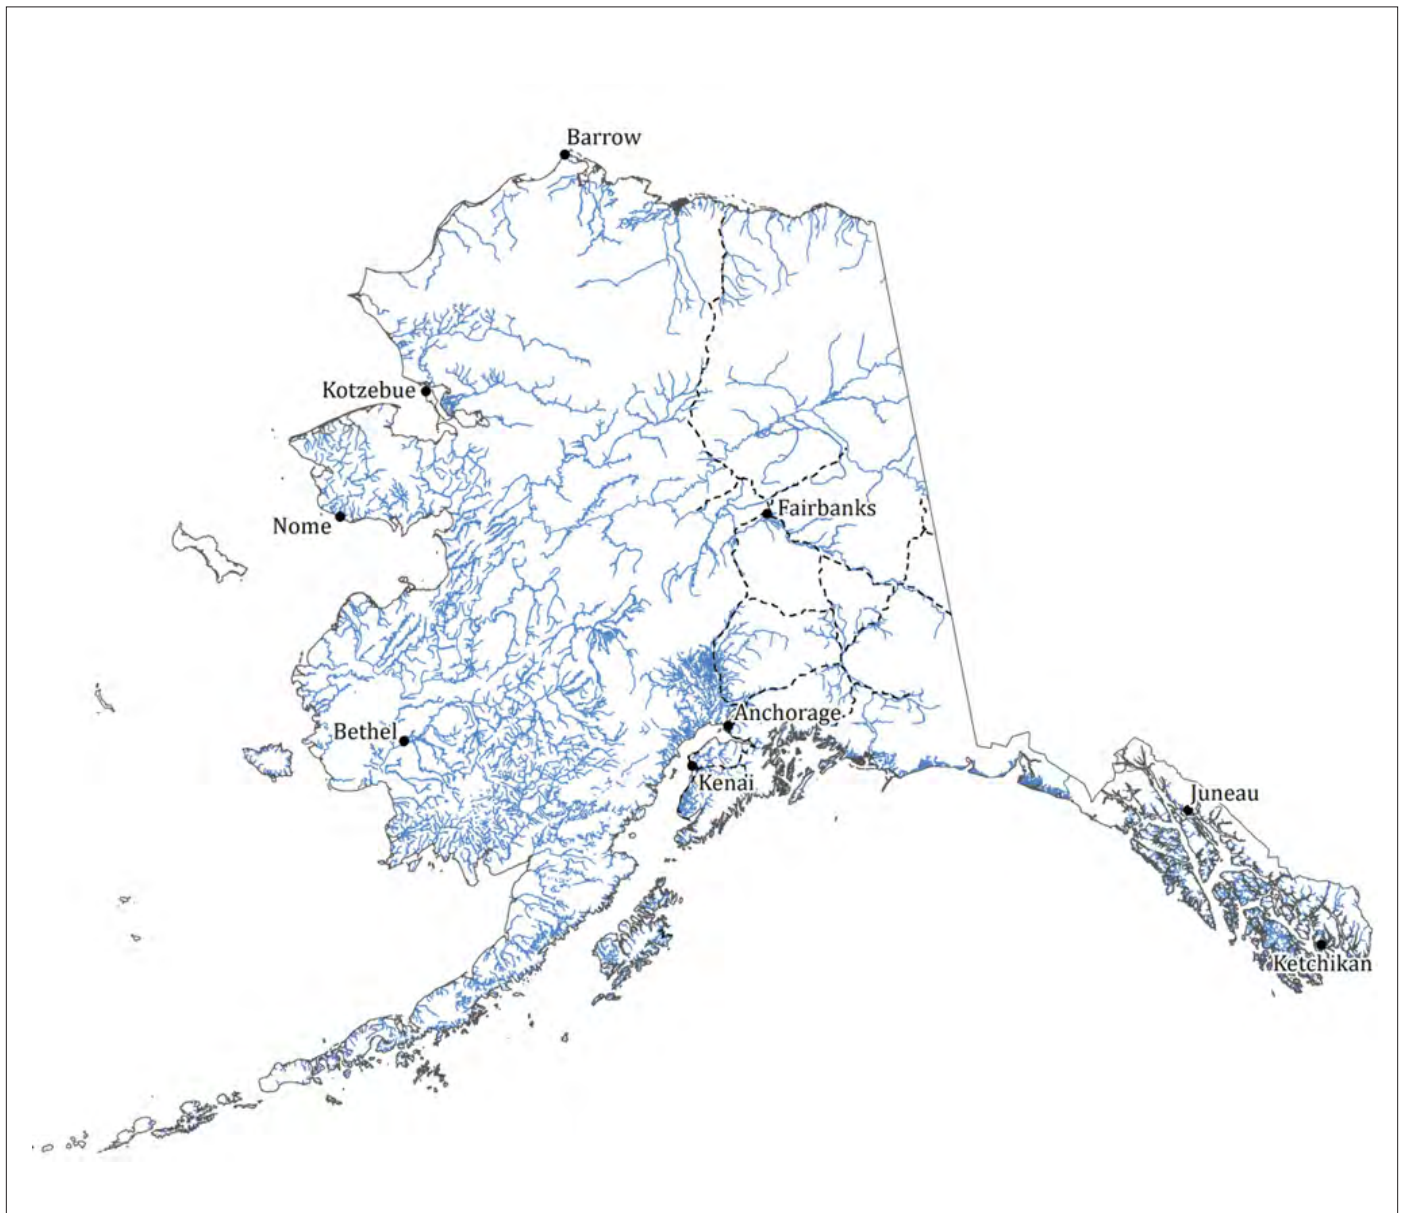 Barrow
Kotzebue
Nome
Fairbanks
Bethel
Anchorage
Kenai
Juneau
Ketchikan